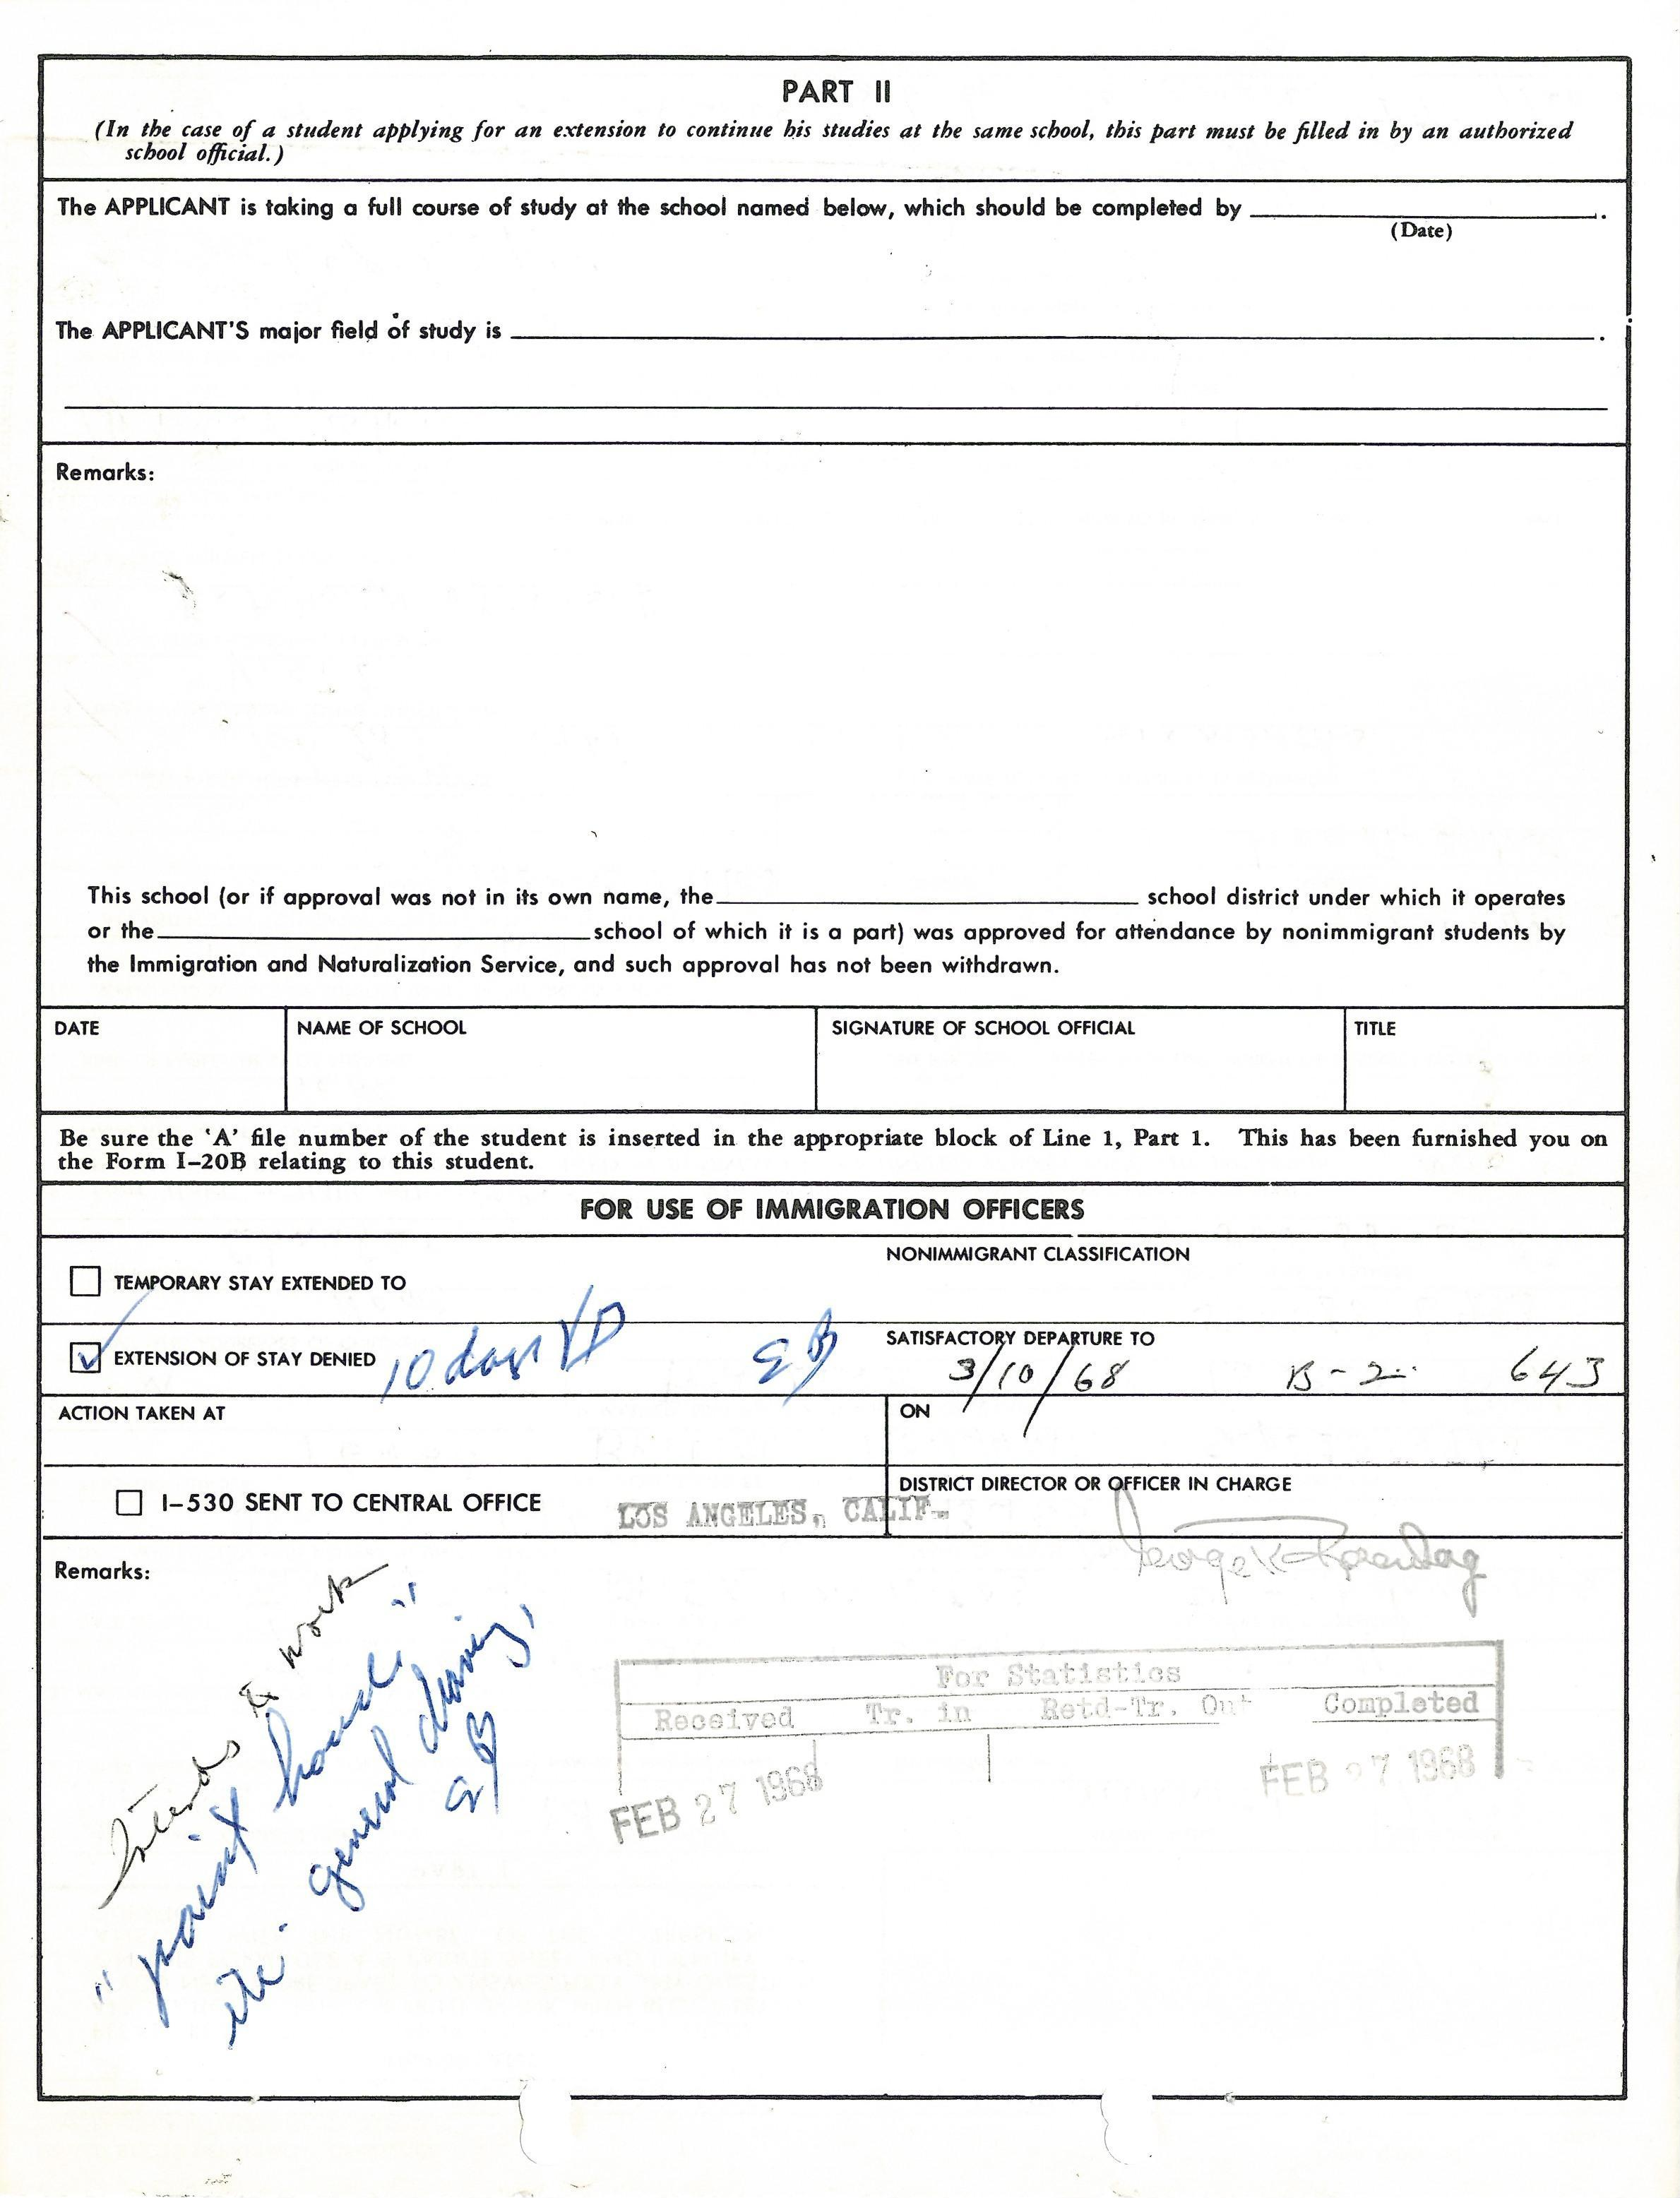 PART II
(In the case of a student applying for an extension to continue his studies at the same school, this part must be filled in by an authorized
school official.)
The APPLICANT is taking a full course of study at the school named below, which should be completed by ______.
(Date)
The APPLICANT'S major field of study is ______.
Remarks:
This school (or if approval was not in its own name, the ______ school district under which it operates
or the ______ school of which it is a part) was approved for attendance by nonimmigrant students by
the Immigration and Naturalization Service, and such approval has not been withdrawn.
DATE NAME OF SCHOOL SIGNATURE OF SCHOOL OFFICIAL TITLE
Be sure the 'A' file number of the student is inserted in the appropriate block of Line 1, Part 1. This has been furnished you on
the Form I-20B relating to this student.
FOR USE OF IMMIGRATION OFFICERS
TEMPORARY STAY EXTENDED TO
NONIMMIGRANT CLASSIFICATION
EXTENSION OF STAY DENIED 10 days VD EB
SATISFACTORY DEPARTURE TO
3/10/68 B-2 643
ACTION TAKEN AT
ON
I-530 SENT TO CENTRAL OFFICE
LOS ANGELES, CALIF.
DISTRICT DIRECTOR OR OFFICER IN CHARGE
Remarks:
Intends to work
"paint house"
etc. general
EB
For Statistics
Received Tr. in Retd-Tr. Out Completed
FEB 27 1968
FEB 27 1968